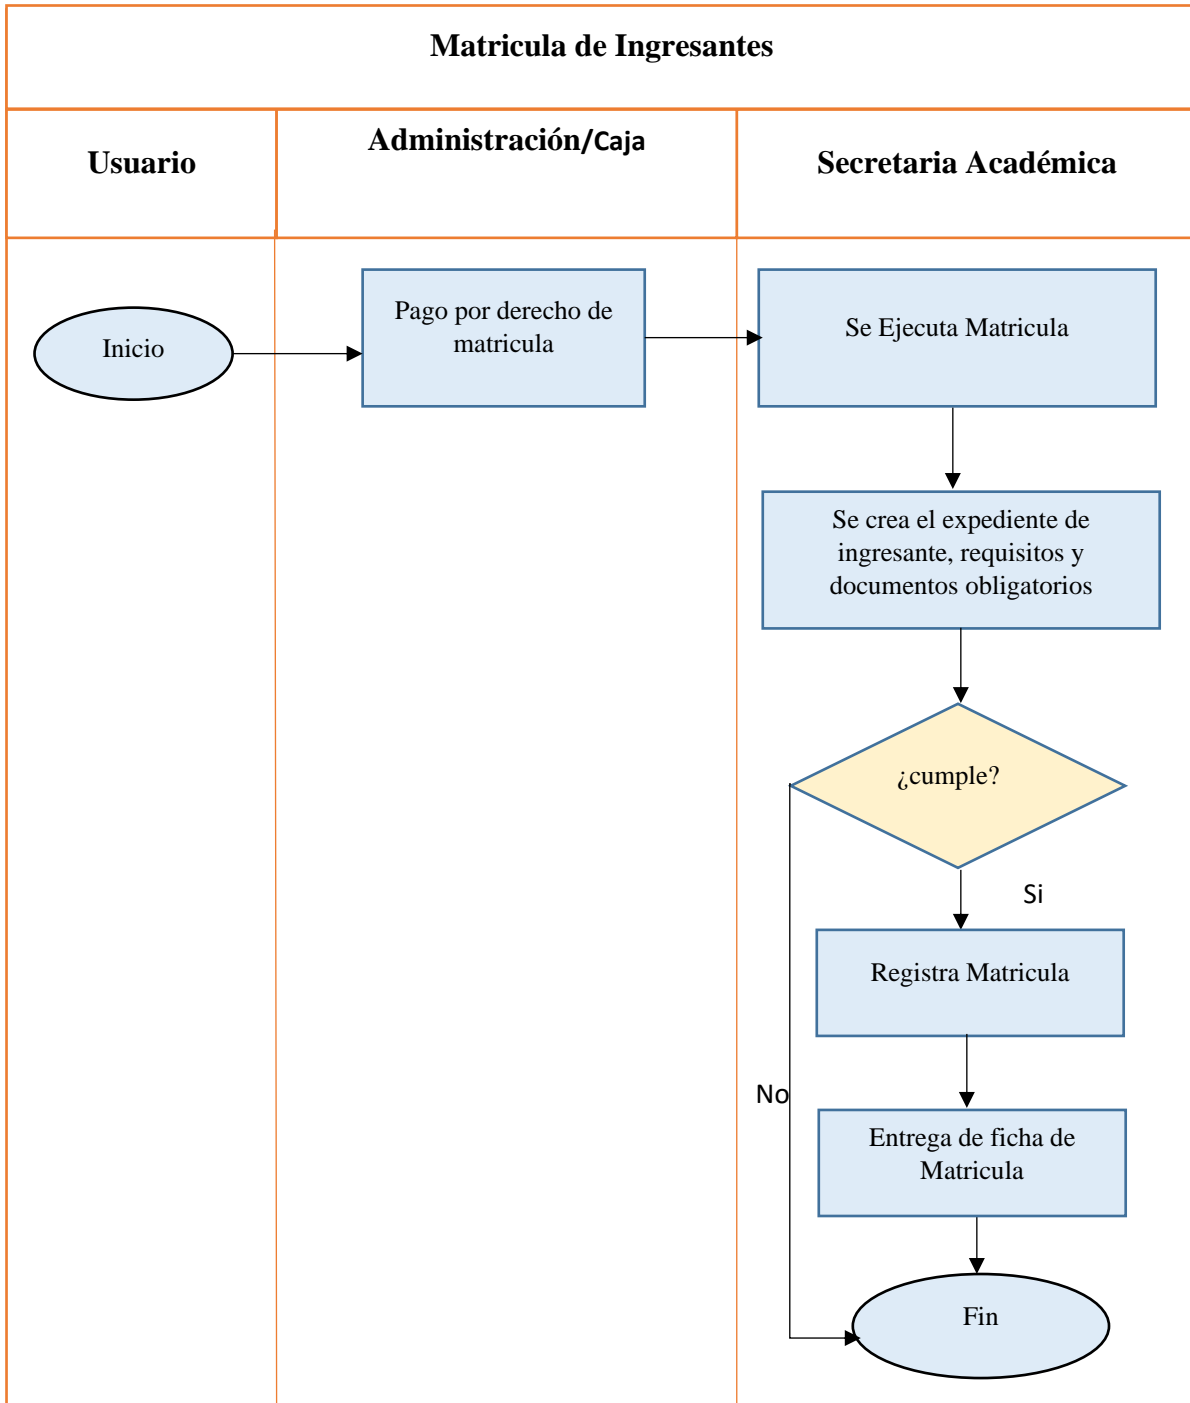 Matricula de Ingresantes
Usuario
Administración/Caja
Secretaria Académica
Inicio
Pago por derecho de
matricula
Se Ejecuta Matricula
Se crea el expediente de
ingresante, requisitos y
documentos obligatorios
¿cumple?
Si
Registra Matricula
No
Entrega de ficha de
Matricula
Fin